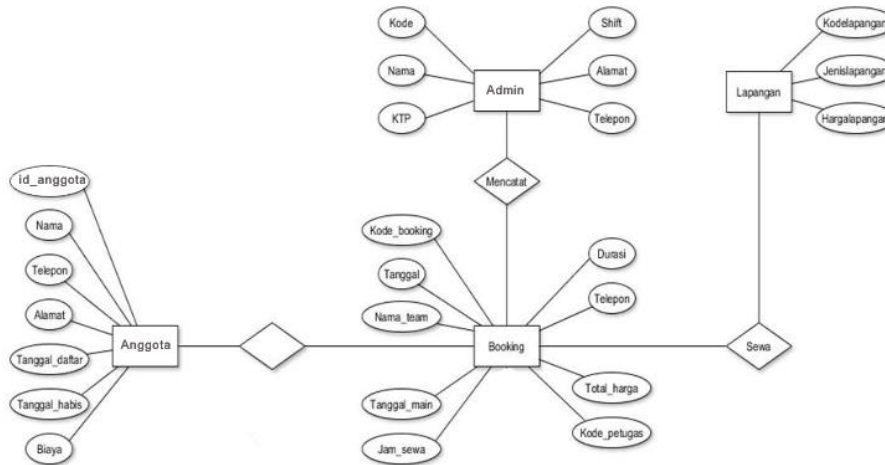 Kode
Shift
Kodelapangan
Nama
Admin
Alamat
Lapangan
Jenislapangan
KTP
Telepon
Hargalapangan
Mencatat
id_anggota
Nama
Kode_booking
Durasi
Telepon
Tanggal
Telepon
Alamat
Nama_team
Anggota
Booking
Sewa
Tanggal_daftar
Total_harga
Tanggal_habis
Tanggal_main
Kode_petugas
Biaya
Jam_sewa